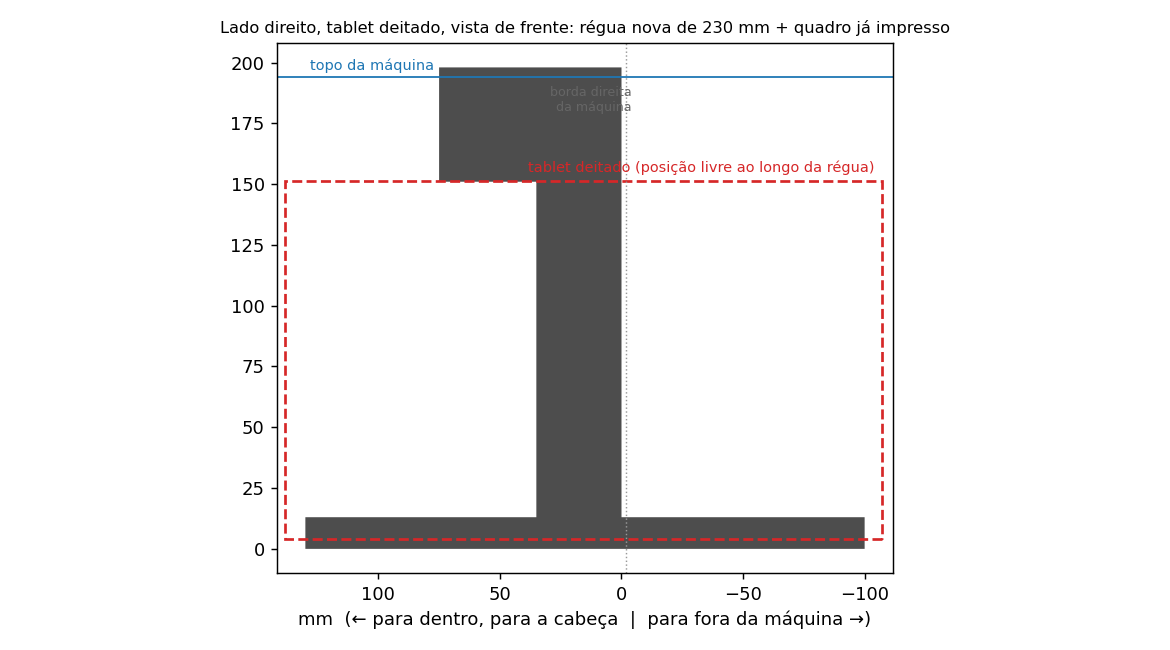 Lado direito, tablet deitado, vista de frente: régua nova de 230 mm + quadro já impresso
200
topo da máquina
borda direita
da máquina
175
tablet deitado (posição livre ao longo da régua)
150
125
100
75
50
25
0
100 50 0 −50 −100
mm (← para dentro, para a cabeça | para fora da máquina →)